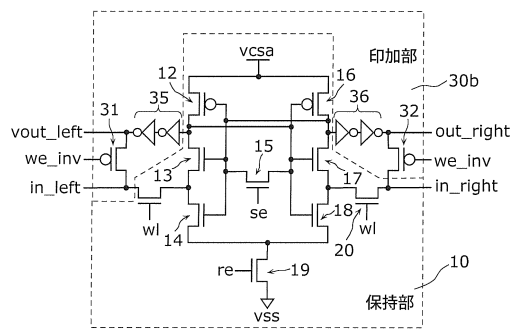 vcsa
印加部
30b
12
16
31
35
36
32
vout_left
out_right
we_inv
we_inv
13
15
17
in_left
in_right
wl
14
se
18
20
wl
re
19
10
vss
保持部